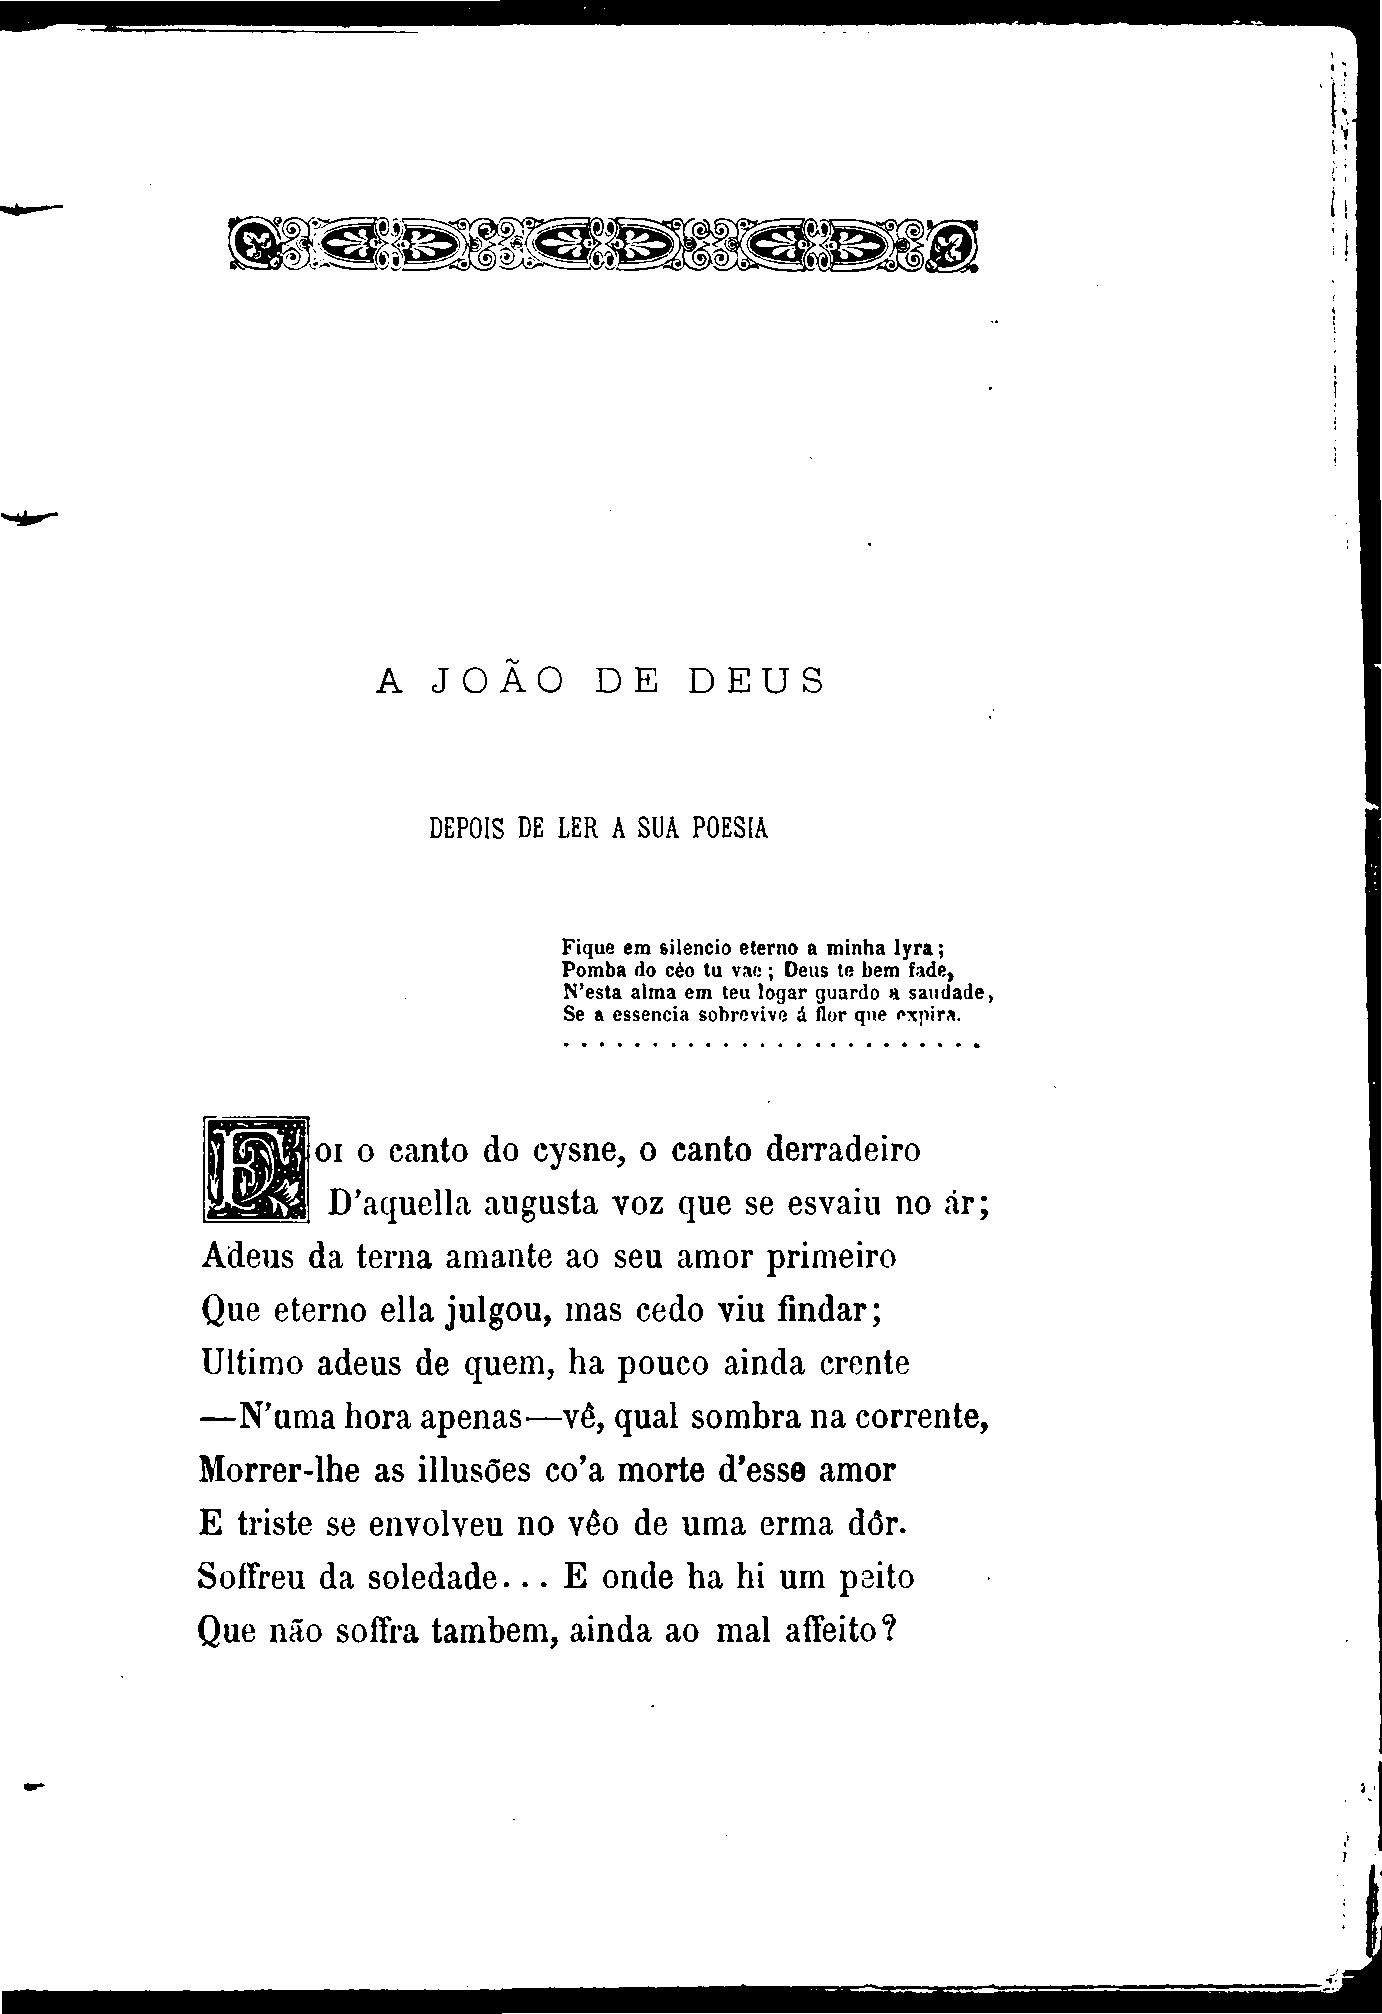 A JOÃO DE DEUS
DEPOIS DE LER A SUA POESIA
Fique em silencio eterno a minha lyra;
Pomba do céo tu vae; Deus te bem fade,
N'esta alma em teu logar guardo a saudade,
Se a essencia sobrevive á flor que expira.
. . . . . . . . . . . . . . . . . . . . . . . .
Foi o canto do cysne, o canto derradeiro
D'aquella augusta voz que se esvaiu no ár;
Adeus da terna amante ao seu amor primeiro
Que eterno ella julgou, mas cedo viu findar;
Ultimo adeus de quem, ha pouco ainda crente
—N'uma hora apenas—vê, qual sombra na corrente,
Morrer-lhe as illusões co'a morte d'esse amor
E triste se envolveu no véo de uma erma dôr.
Soffreu da soledade... E onde ha hi um peito
Que não soffra tambem, ainda ao mal affeito?